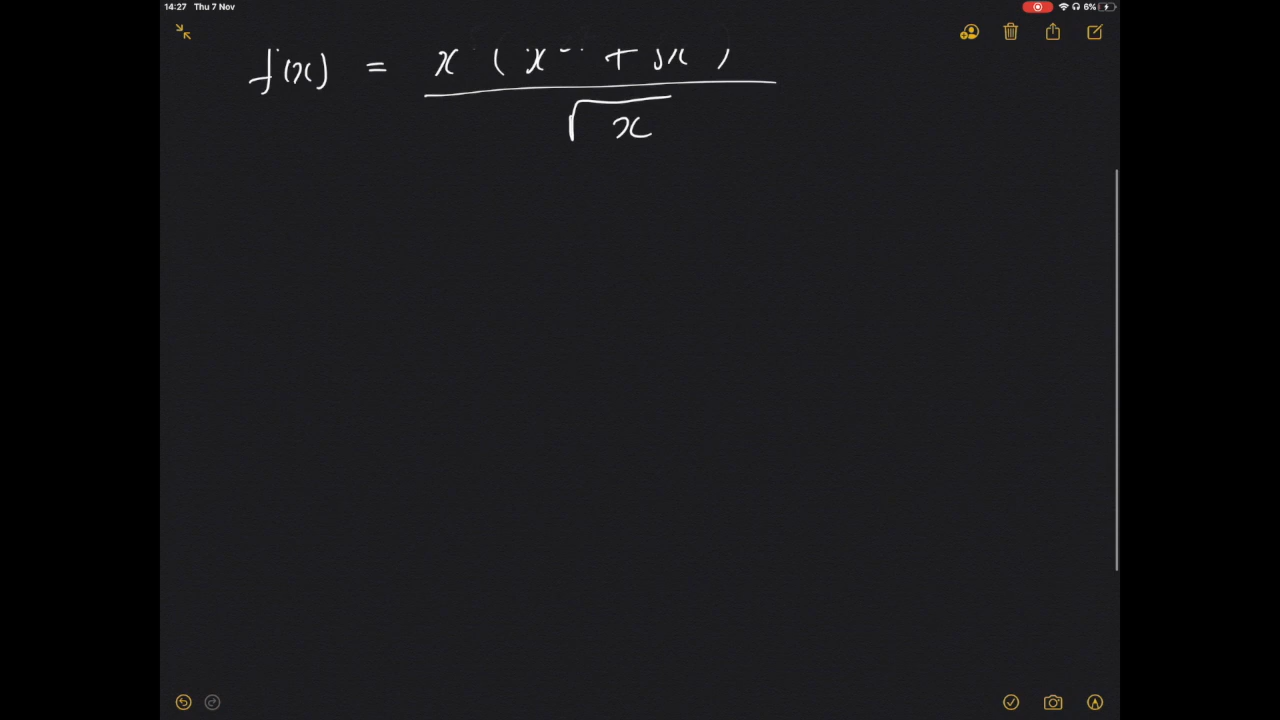 14:27 Thu 7 Nov
6%
f(x) = x ( x + x )
√x